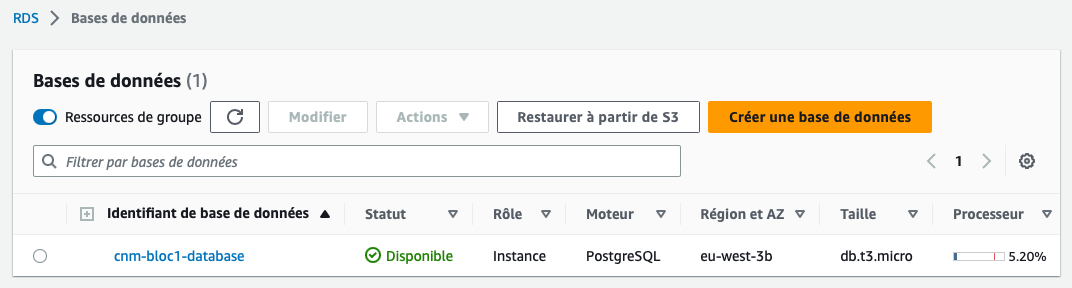 RDS > Bases de données
Bases de données (1)
Ressources de groupe Modifier Actions Restaurer à partir de S3 Créer une base de données
Filtrer par bases de données 1
Identifiant de base de données Statut Rôle Moteur Région et AZ Taille Processeur
cnm-bloc1-database Disponible Instance PostgreSQL eu-west-3b db.t3.micro 5.20%